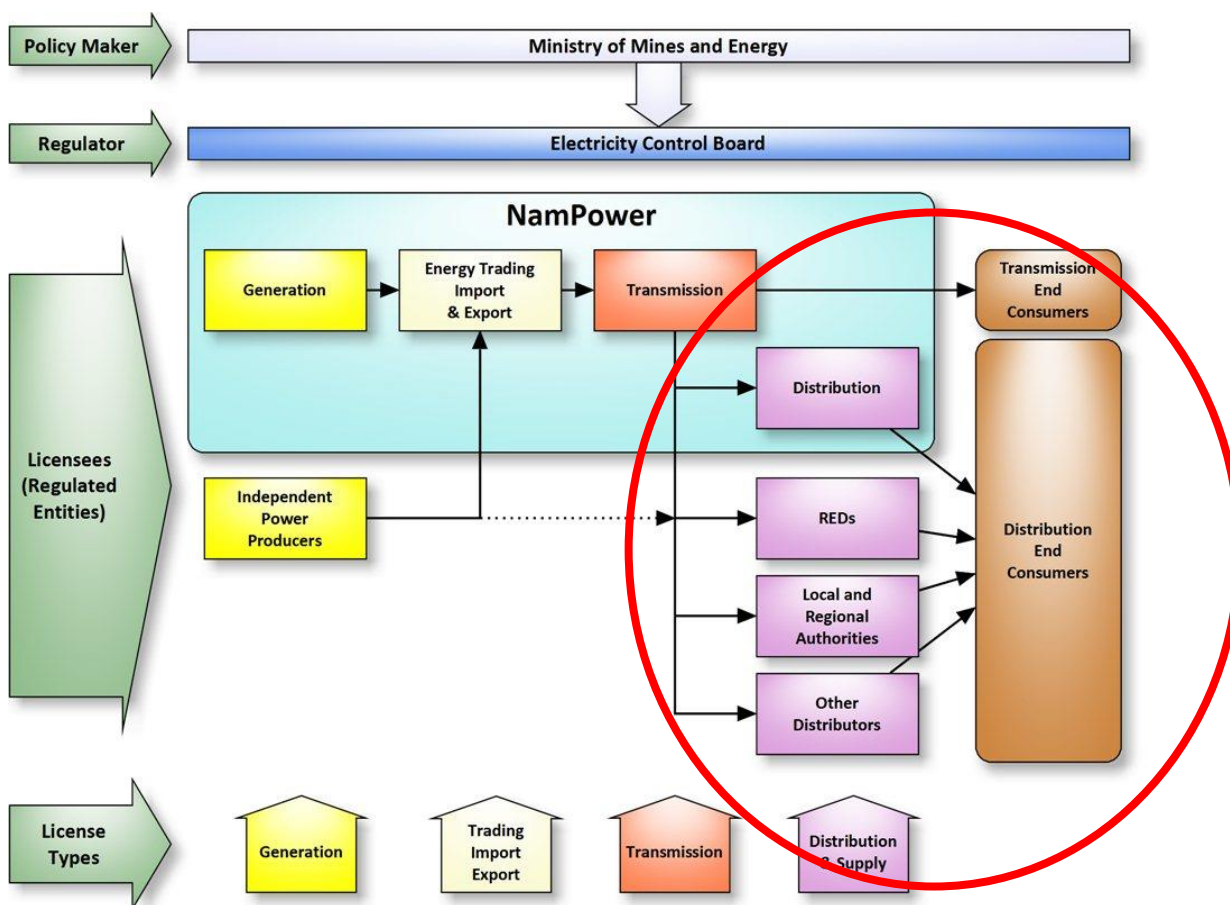 Policy Maker
Ministry of Mines and Energy
Regulator
Electricity Control Board
NamPower
Generation
Energy Trading
Import
& Export
Transmission
Transmission
End
Consumers
Distribution
Licensees
(Regulated
Entities)
Independent
Power
Producers
REDs
Distribution
End
Consumers
Local and
Regional
Authorities
Other
Distributors
License
Types
Generation
Trading
Import
Export
Transmission
Distribution
& Supply